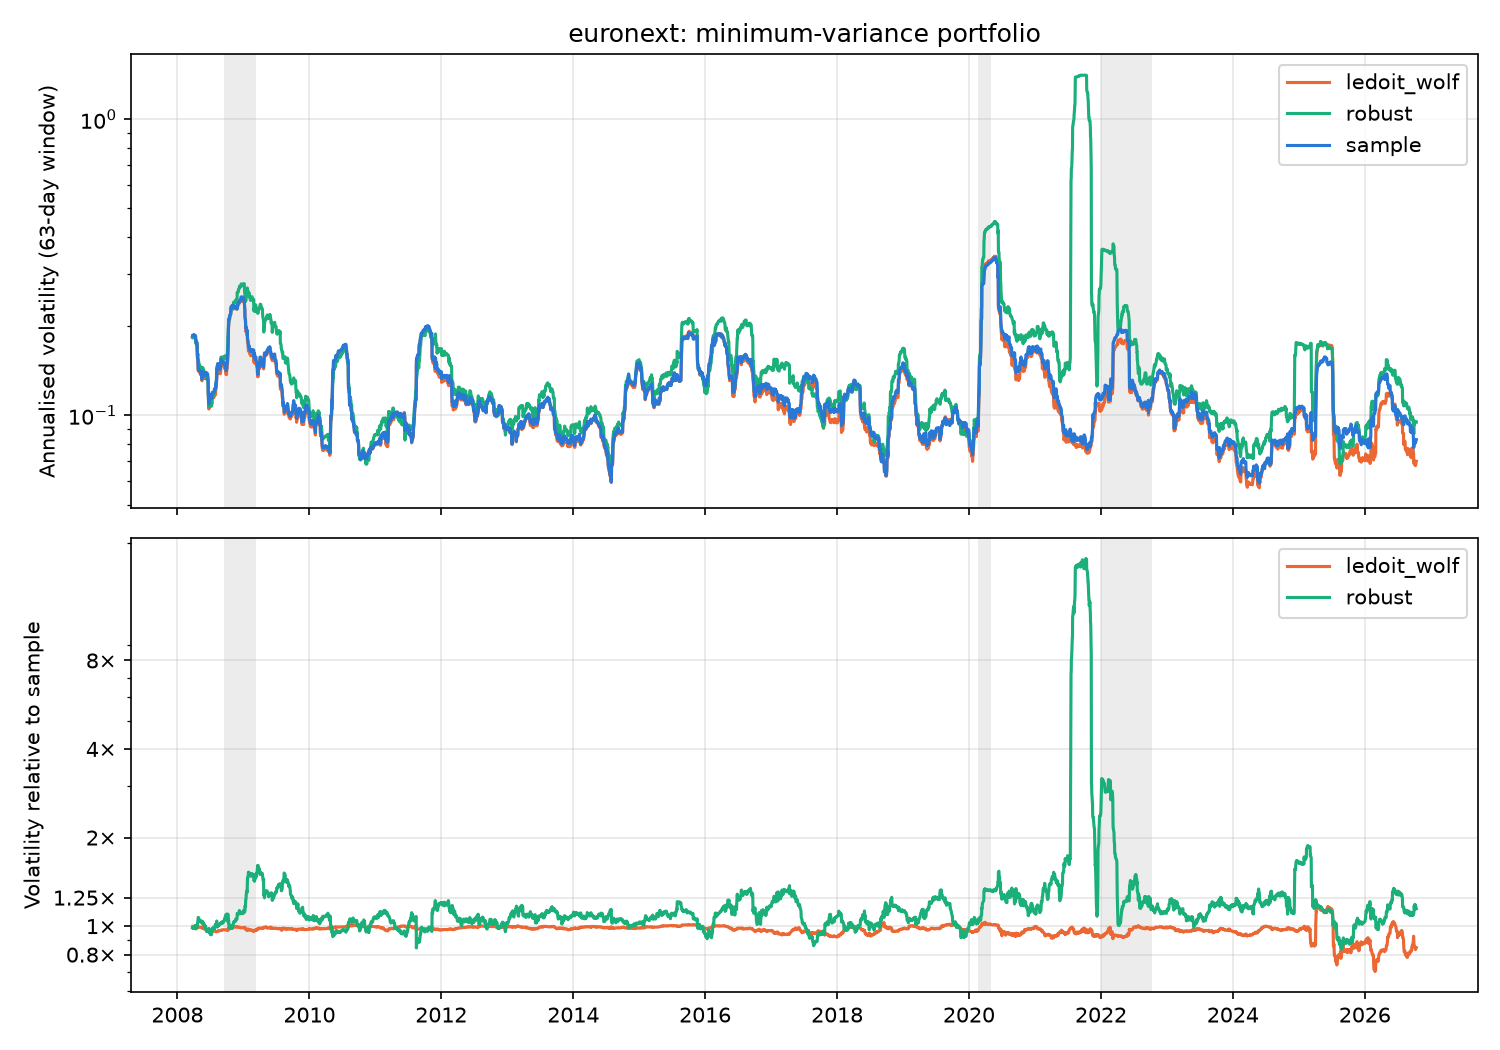 euronext: minimum-variance portfolio
Annualised volatility (63-day window)
10⁰
10⁻¹
ledoit_wolf
robust
sample
Volatility relative to sample
8×
4×
2×
1.25×
1×
0.8×
ledoit_wolf
robust
2008 2010 2012 2014 2016 2018 2020 2022 2024 2026